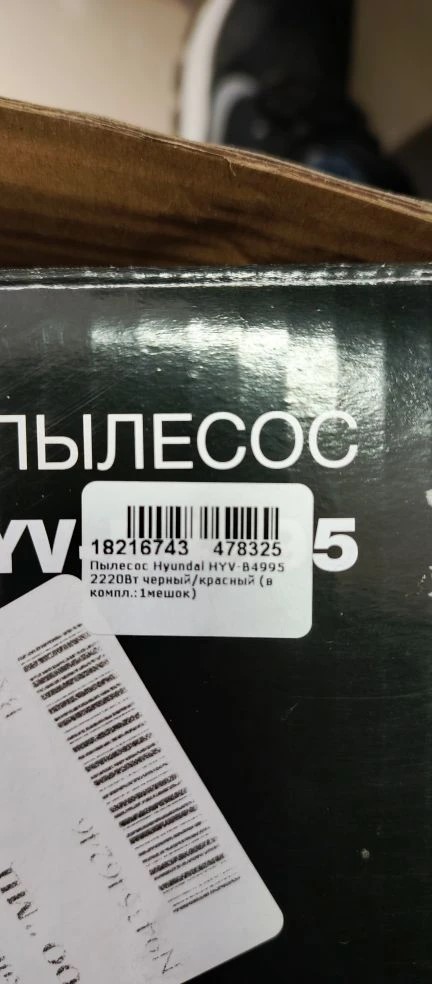 ПЫЛЕСОС
18216743 478325
Пылесос Hyundai HYV-B4995
2220Вт черный/красный (в
компл.:1мешок)